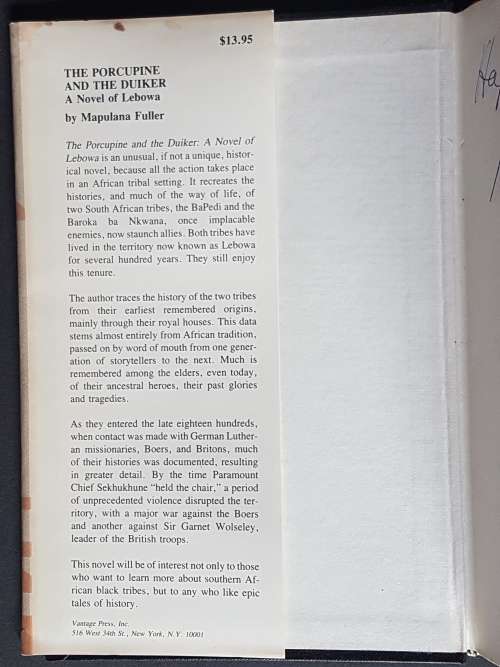 $13.95
THE PORCUPINE
AND THE DUIKER
A Novel of Lebowa
by Mapulana Fuller
The Porcupine and the Duiker: A Novel of
Lebowa is an unusual, if not a unique, histor-
ical novel, because all the action takes place
in an African tribal setting. It recreates the
histories, and much of the way of life, of
two South African tribes, the BaPedi and the
Baroka ba Nkwana, once implacable
enemies, now staunch allies. Both tribes have
lived in the territory now known as Lebowa
for several hundred years. They still enjoy
this tenure.
The author traces the history of the two tribes
from their earliest remembered origins,
mainly through their royal houses. This data
stems almost entirely from African tradition,
passed on by word of mouth from one gener-
ation of storytellers to the next. Much is
remembered among the elders, even today,
of their ancestral heroes, their past glories
and tragedies.
As they entered the late eighteen hundreds,
when contact was made with German Luther-
an missionaries, Boers, and Britons, much
of their histories was documented, resulting
in greater detail. By the time Paramount
Chief Sekhukhune "held the chair," a period
of unprecedented violence disrupted the ter-
ritory, with a major war against the Boers
and another against Sir Garnet Wolseley,
leader of the British troops.
This novel will be of interest not only to those
who want to learn more about southern Af-
rican black tribes, but to any who like epic
tales of history.
Vantage Press, Inc.
516 West 34th St., New York, N.Y. 10001